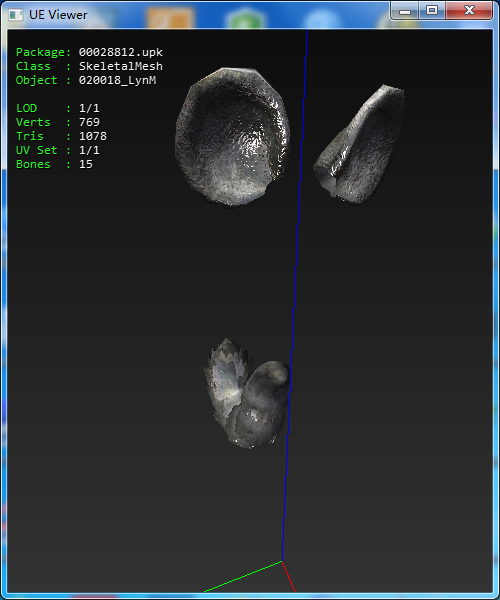 UE Viewer
Package: 00028812.upk
Class : SkeletalMesh
Object : 020018_LynM
LOD : 1/1
Verts : 769
Tris : 1078
UV Set : 1/1
Bones : 15